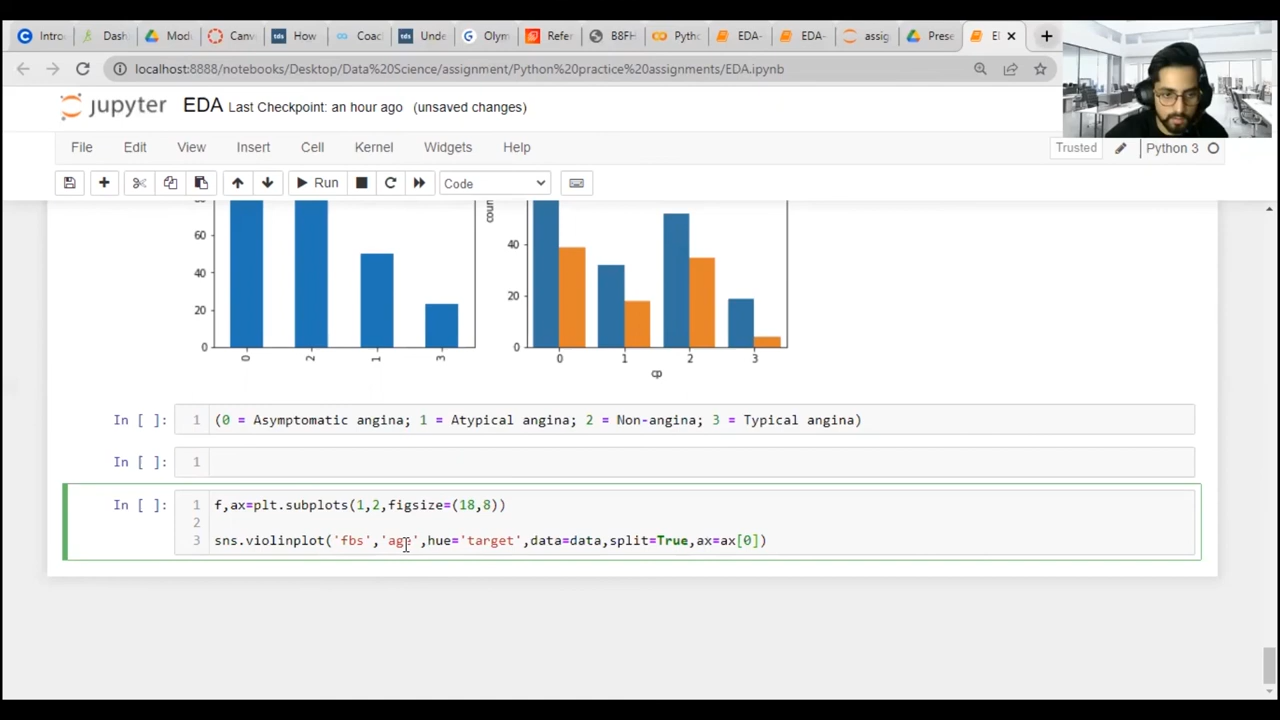 Intro Dash Mod Canv How Coac Unde Olym Refer B8FH Pytho EDA- EDA- assig Prese
localhost:8888/notebooks/Desktop/Data%20Science/assignment/Python%20practice%20assignments/EDA.ipynb
jupyter EDA Last Checkpoint: an hour ago (unsaved changes)
File Edit View Insert Cell Kernel Widgets Help Trusted Python 3
Run Code
60
40
20
0
0 2 1 3
40
20
0
0 1 2 3
cp
In [ ]: 1 (0 = Asymptomatic angina; 1 = Atypical angina; 2 = Non-angina; 3 = Typical angina)
In [ ]: 1
In [ ]: 1 f,ax=plt.subplots(1,2,figsize=(18,8))
2
3 sns.violinplot('fbs','age',hue='target',data=data,split=True,ax=ax[0])